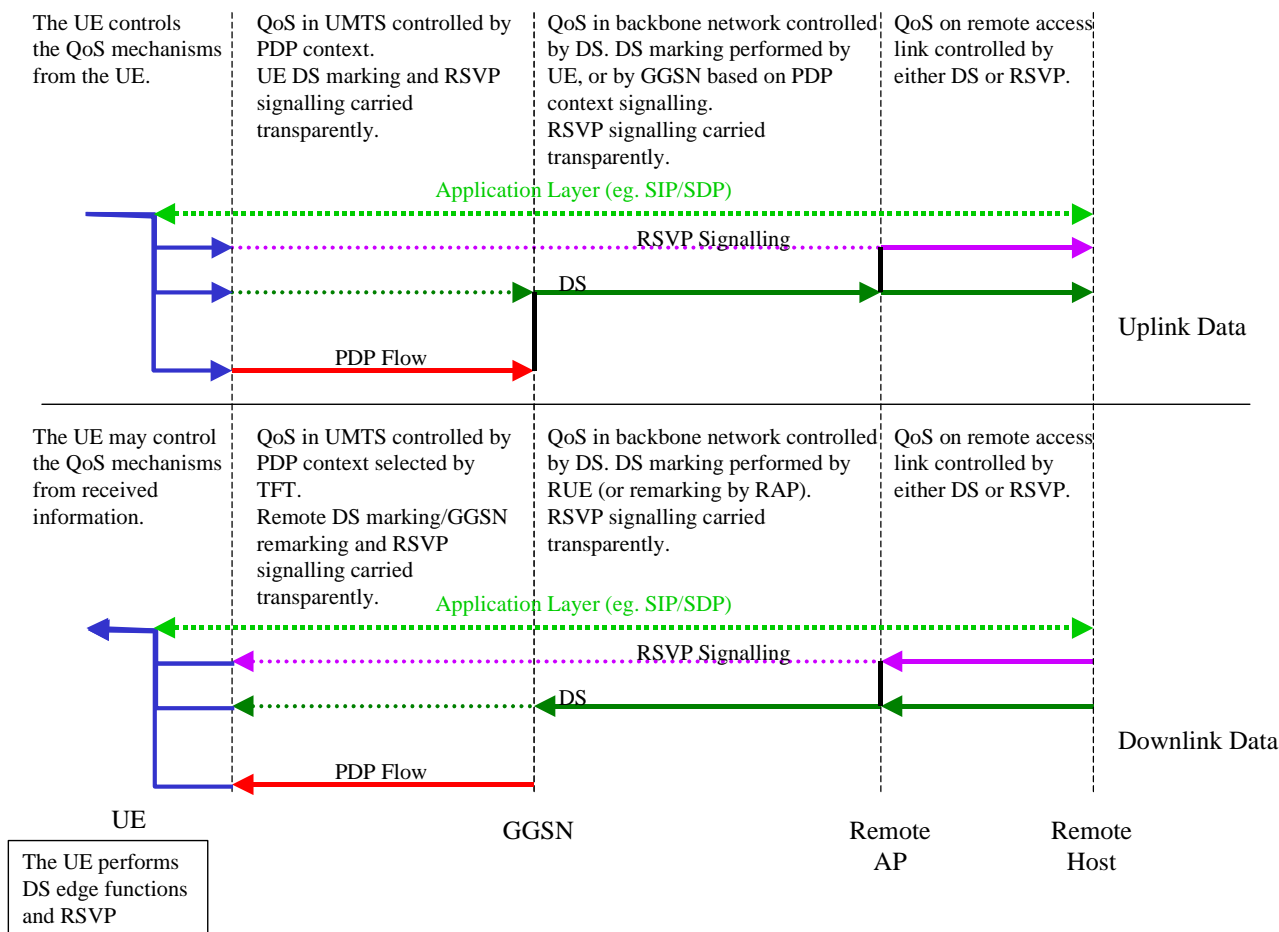 The UE controls
the QoS mechanisms
from the UE.
QoS in UMTS controlled by
PDP context.
UE DS marking and RSVP
signalling carried
transparently.
QoS in backbone network controlled
by DS. DS marking performed by
UE, or by GGSN based on PDP
context signalling.
RSVP signalling carried
transparently.
QoS on remote access
link controlled by
either DS or RSVP.
Application Layer (eg. SIP/SDP)
RSVP Signalling
DS
PDP Flow
Uplink Data
The UE may control
the QoS mechanisms
from received
information.
QoS in UMTS controlled by
PDP context selected by
TFT.
Remote DS marking/GGSN
remarking and RSVP
signalling carried
transparently.
QoS in backbone network controlled
by DS. DS marking performed by
RUE (or remarking by RAP).
RSVP signalling carried
transparently.
QoS on remote access
link controlled by
either DS or RSVP.
Application Layer (eg. SIP/SDP)
RSVP Signalling
DS
PDP Flow
Downlink Data
UE
GGSN
Remote
AP
Remote
Host
The UE performs
DS edge functions
and RSVP